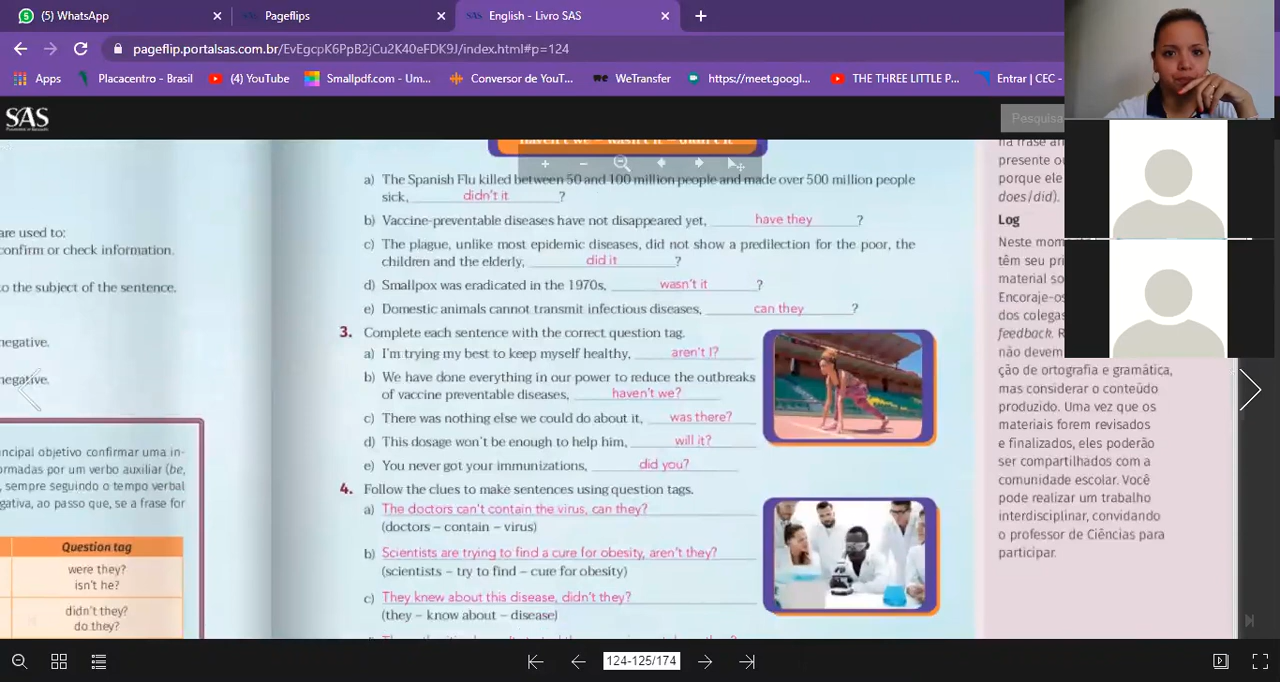 (5) WhatsApp
Pageflips
English - Livro SAS
pageflip.portalsas.com.br/EvEgcpK6PpB2jCu2K40eFDK9J/index.html#p=124
Apps
Placacentro - Brasil
(4) YouTube
Smallpdf.com - Um...
Conversor de YouT...
WeTransfer
https://meet.googl...
THE THREE LITTLE P...
Entrar | CEC -
SAS
Pesquisa
are used to:
confirm or check information.
to the subject of the sentence.
negative.
negative.
ncipal objetivo confirmar uma in-
ormadas por um verbo auxiliar (be,
, sempre seguindo o tempo verbal
gativa, ao passo que, se a frase for
Question tag
were they?
isn't he?
didn't they?
do they?
a) The Spanish Flu killed between 50 and 100 million people and made over 500 million people
sick, didn't it ?
b) Vaccine-preventable diseases have not disappeared yet, have they ?
c) The plague, unlike most epidemic diseases, did not show a predilection for the poor, the
children and the elderly, did it ?
d) Smallpox was eradicated in the 1970s, wasn't it ?
e) Domestic animals cannot transmit infectious diseases, can they ?
3. Complete each sentence with the correct question tag.
a) I'm trying my best to keep myself healthy, aren't I?
b) We have done everything in our power to reduce the outbreaks
of vaccine preventable diseases, haven't we?
c) There was nothing else we could do about it, was there?
d) This dosage won't be enough to help him, will it?
e) You never got your immunizations, did you?
4. Follow the clues to make sentences using question tags.
a) The doctors can't contain the virus, can they?
(doctors – contain – virus)
b) Scientists are trying to find a cure for obesity, aren't they?
(scientists – try to find – cure for obesity)
c) They knew about this disease, didn't they?
(they – know about – disease)
na frase
presente
porque ele
does/did).
Log
Neste
têm seu
material
dos colegas
feedback.
não devem
ção de ortografia e gramática,
mas considerar o conteúdo
produzido. Uma vez que os
materiais forem revisados
e finalizados, eles poderão
ser compartilhados com a
comunidade escolar. Você
pode realizar um trabalho
interdisciplinar, convidando
o professor de Ciências para
participar.
124-125/174